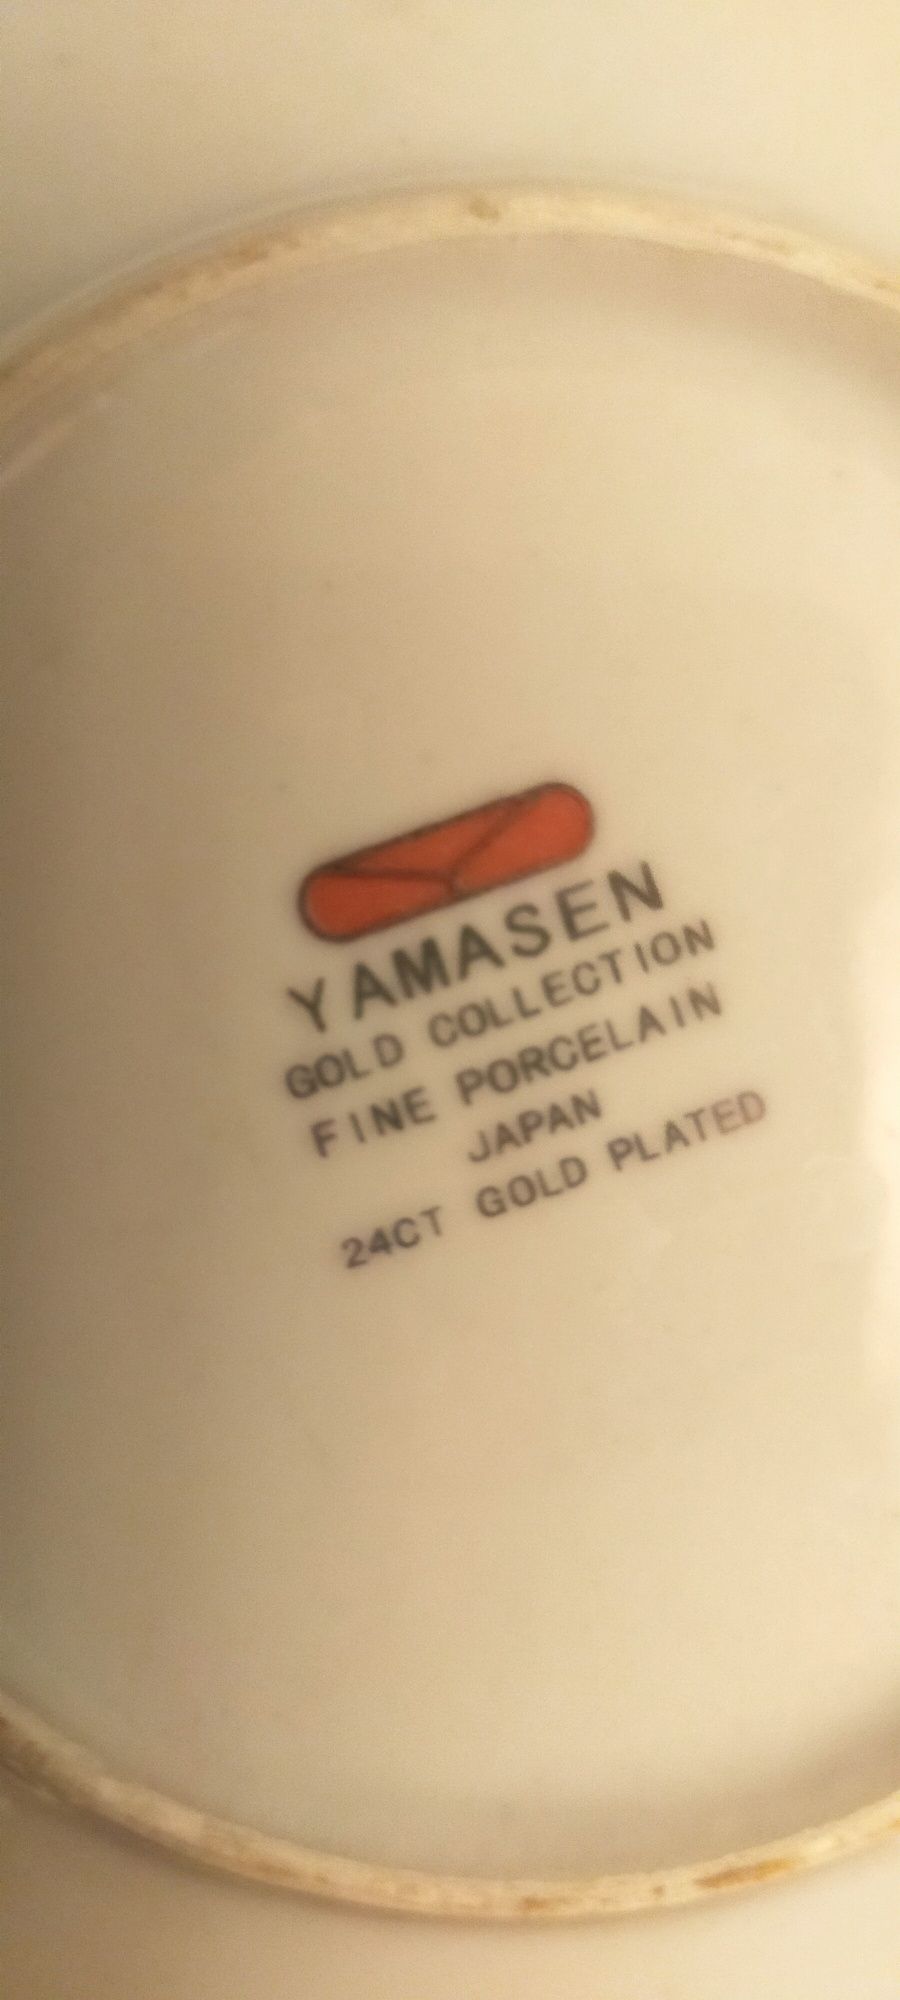 YAMASEN
GOLD COLLECTION
FINE PORCELAIN
JAPAN
24CT GOLD PLATED